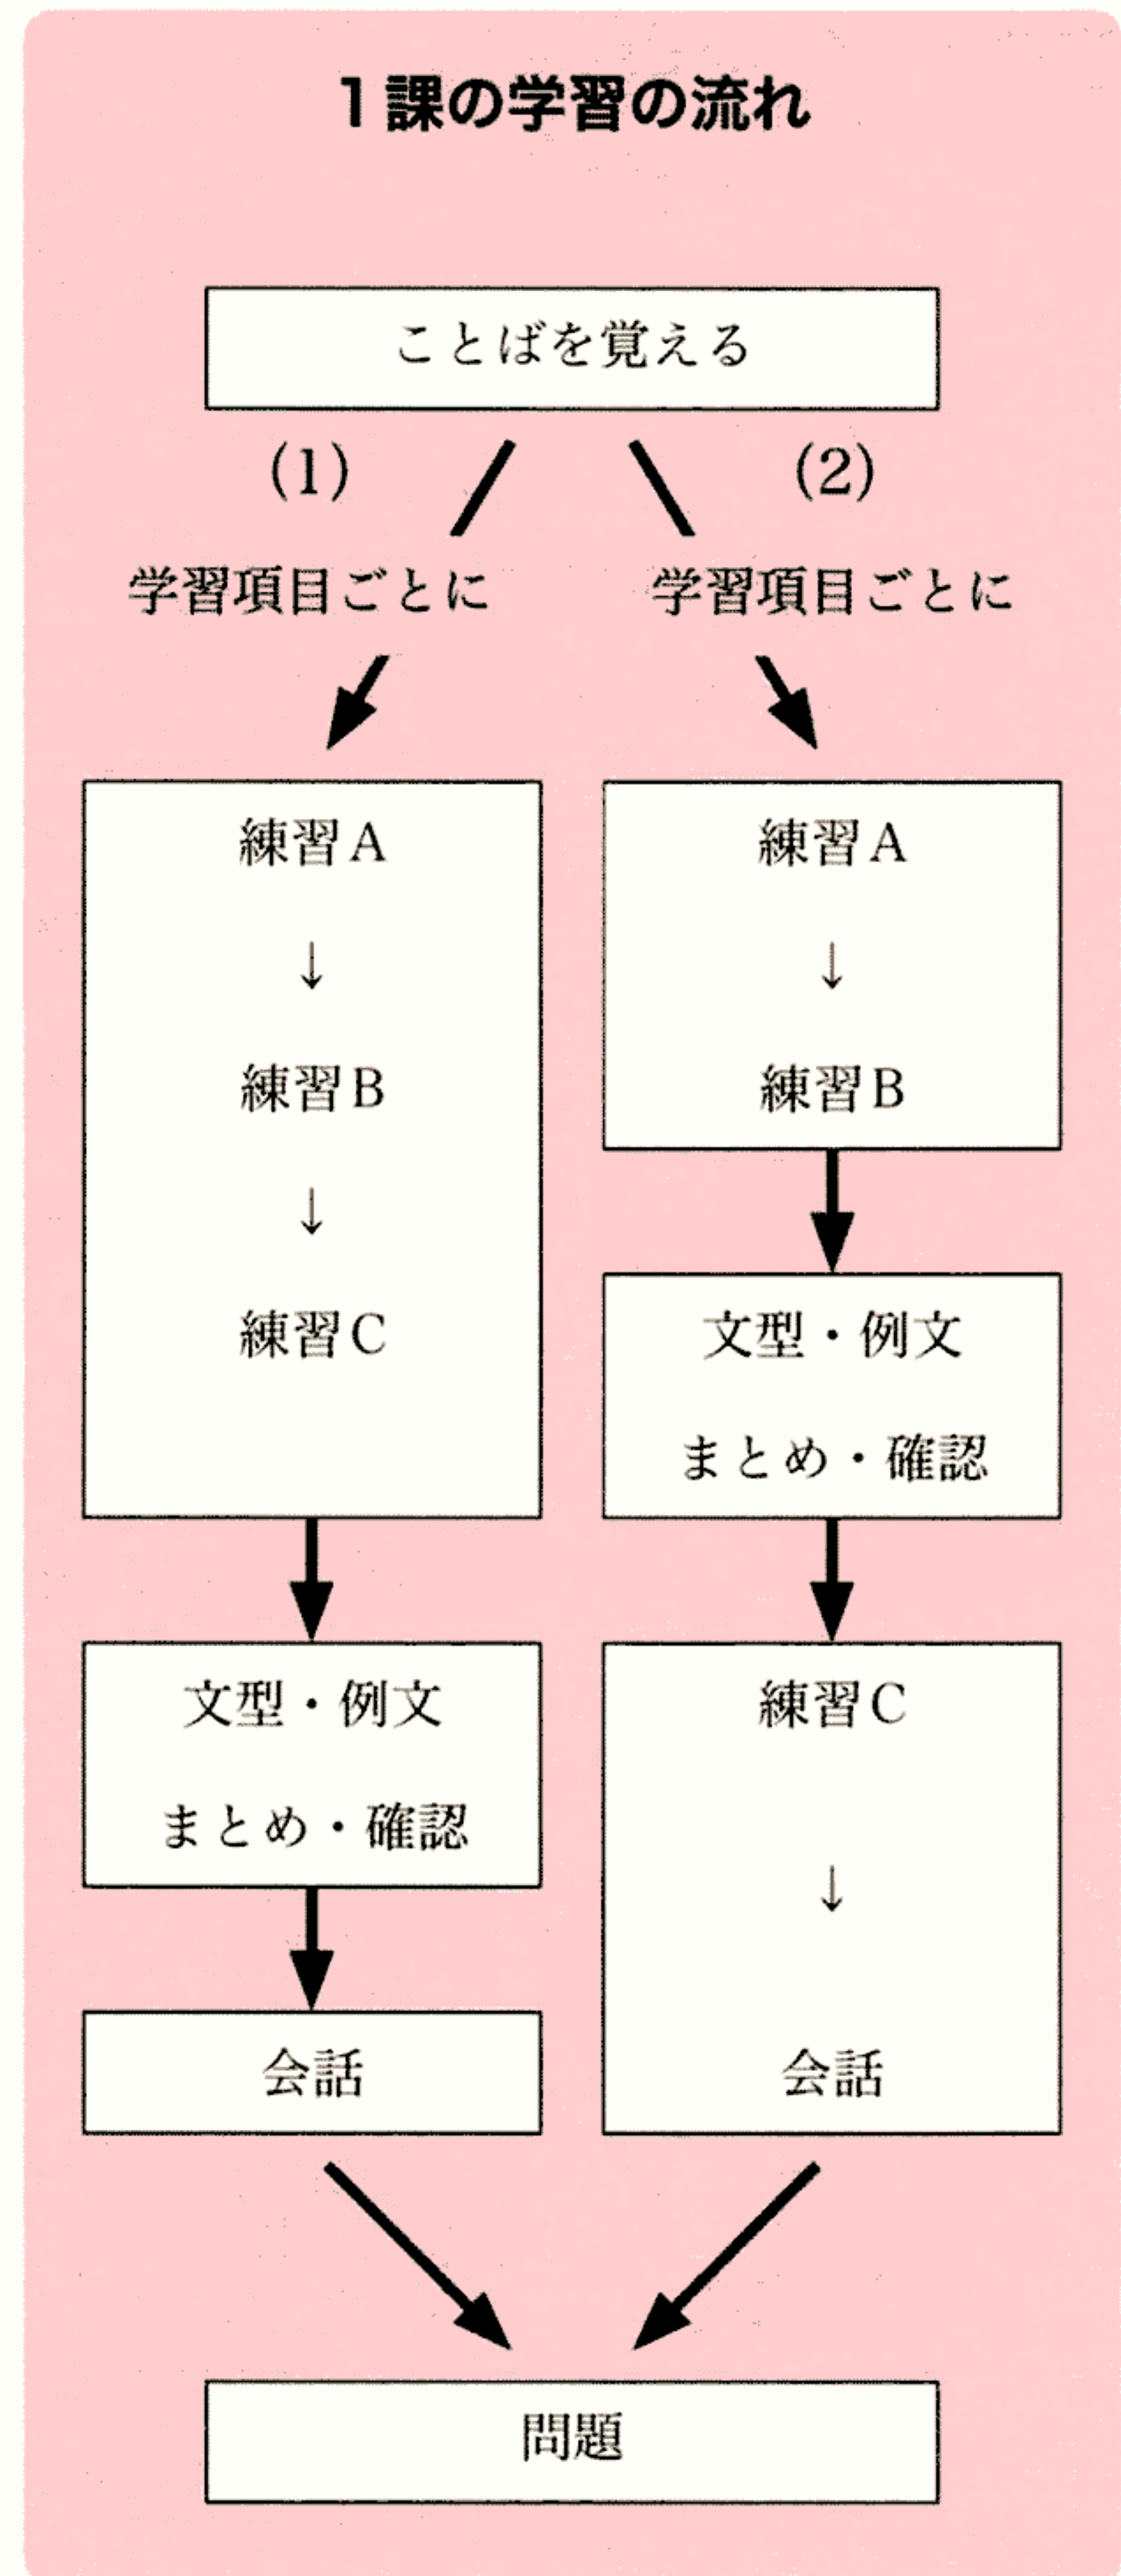 1課の学習の流れ
ことばを覚える
(1)
学習項目ごとに
練習A
↓
練習B
↓
練習C
文型・例文
まとめ・確認
会話
(2)
学習項目ごとに
練習A
↓
練習B
文型・例文
まとめ・確認
練習C
↓
会話
問題